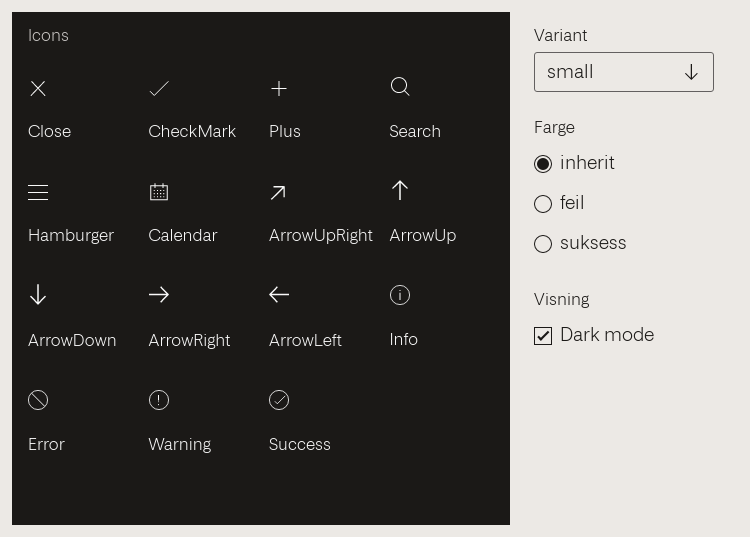 Icons
Close
CheckMark
Plus
Search
Hamburger
Calendar
ArrowUpRight
ArrowUp
ArrowDown
ArrowRight
ArrowLeft
Info
Error
Warning
Success
Variant
small
Farge
inherit
feil
suksess
Visning
Dark mode